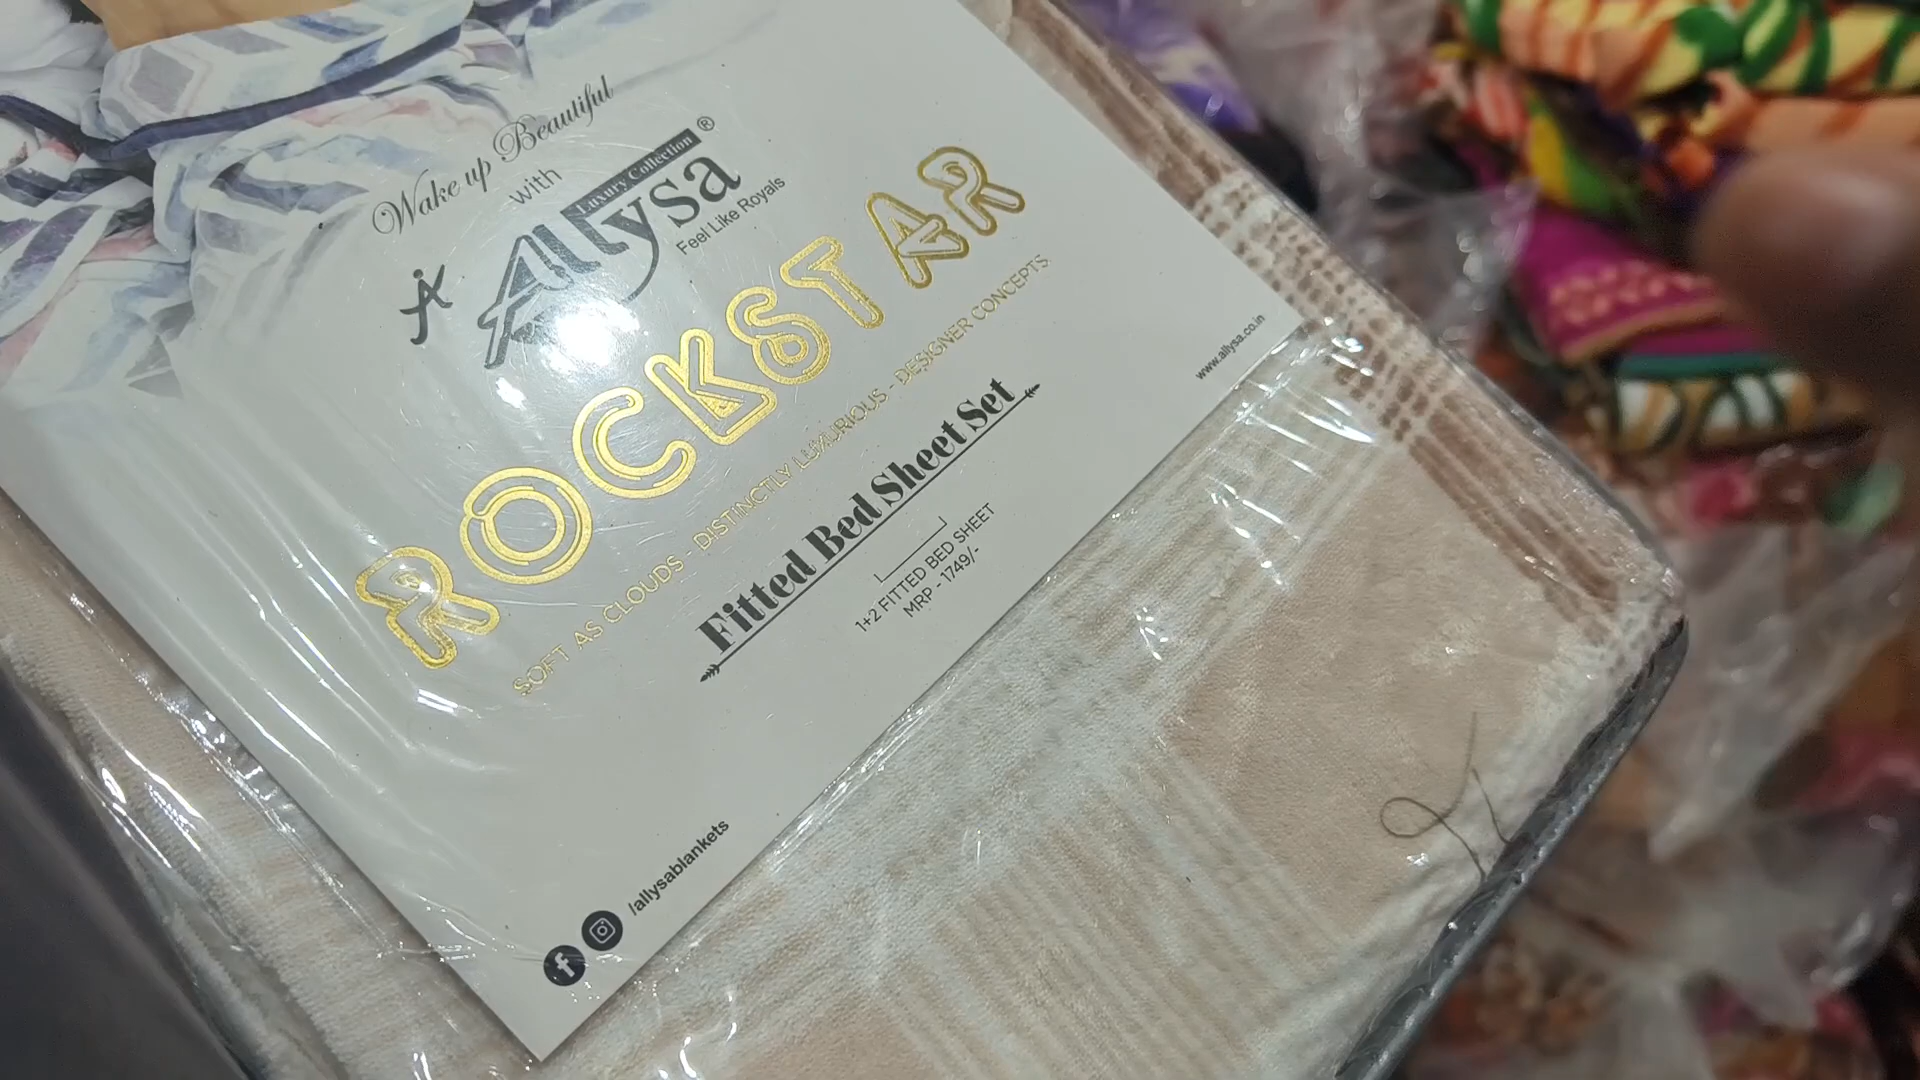 Wake up Beautiful
with
Luxury Collection
Allysa®
Feel Like Royals
ROCKSTAR
SOFT AS CLOUDS - DISTINCTLY LUXURIOUS - DESIGNER CONCEPTS
Fitted Bed Sheet Set
1+2 FITTED BED SHEET
MRP - 1749/-
www.allysa.co.in
/allysablankets